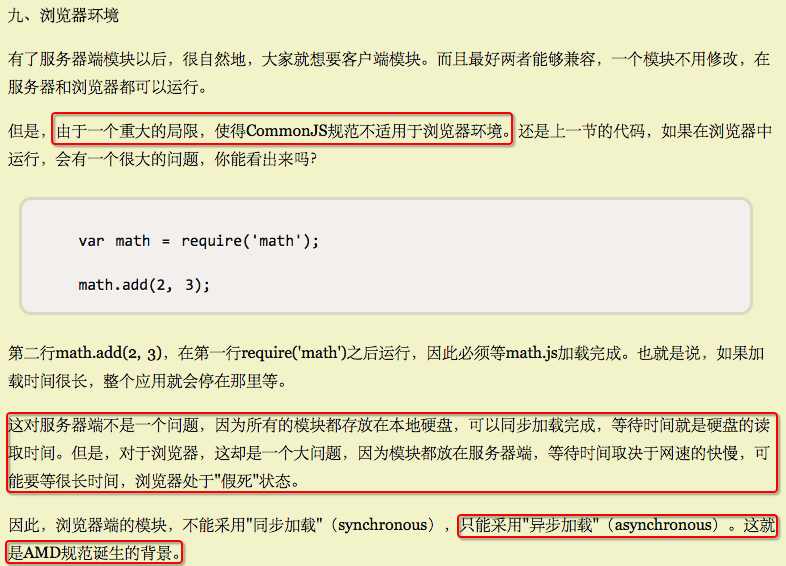 九、浏览器环境
有了服务器端模块以后，很自然地，大家就想要客户端模块。而且最好两者能够兼容，一个模块不用修改，在
服务器和浏览器都可以运行。
但是，由于一个重大的局限，使得CommonJS规范不适用于浏览器环境。还是上一节的代码，如果在浏览器中
运行，会有一个很大的问题，你能看出来吗？
var math = require('math');
math.add(2, 3);
第二行math.add(2, 3)，在第一行require('math')之后运行，因此必须等math.js加载完成。也就是说，如果加
载时间很长，整个应用就会停在那里等。
这对服务器端不是一个问题，因为所有的模块都存放在本地硬盘，可以同步加载完成，等待时间就是硬盘的读
取时间。但是，对于浏览器，这却是一个大问题，因为模块都放在服务器端，等待时间取决于网速的快慢，可
能要等很长时间，浏览器处于"假死"状态。
因此，浏览器端的模块，不能采用"同步加载"（synchronous），只能采用"异步加载"（asynchronous）。这就
是AMD规范诞生的背景。